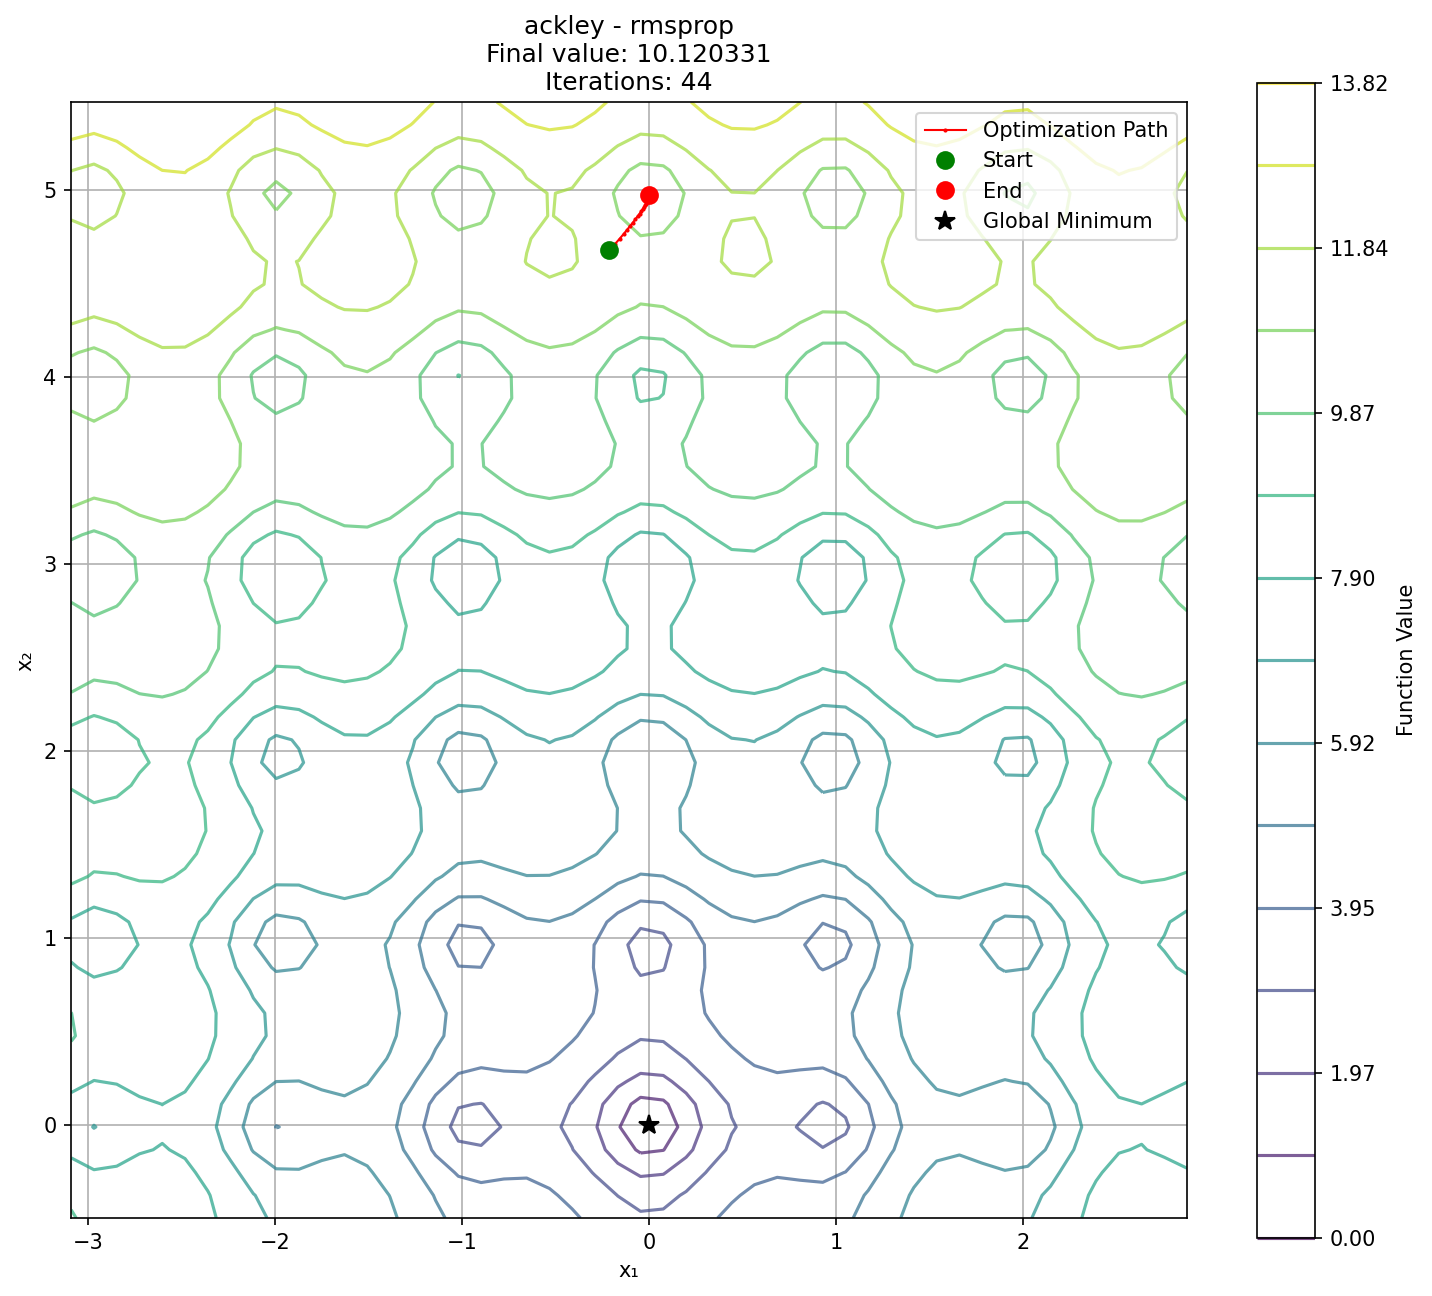 ackley - rmsprop
Final value: 10.120331
Iterations: 44
Optimization Path
Start
End
Global Minimum
5
4
3
2
1
0
x₂
−3
−2
−1
0
1
2
x₁
13.82
11.84
9.87
7.90
5.92
3.95
1.97
0.00
Function Value